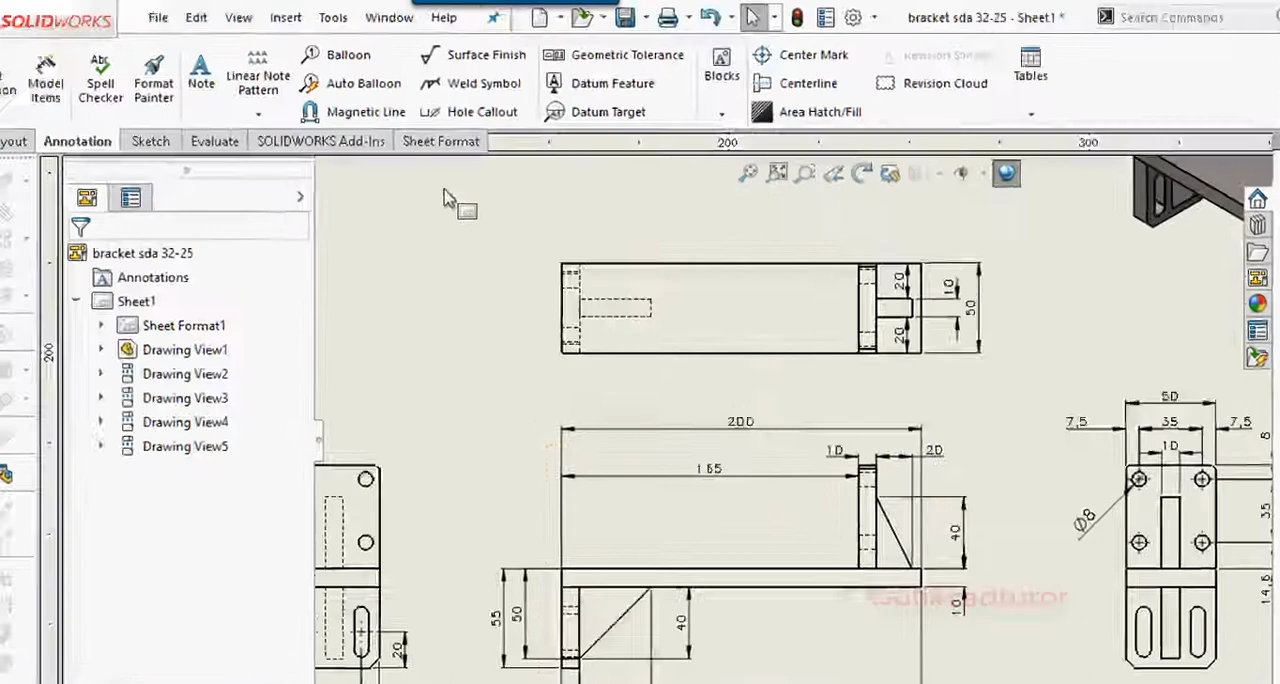 SOLIDWORKS File Edit View Insert Tools Window Help bracket sda 32-25 - Sheet1 * Search Commands
Balloon Surface Finish Geometric Tolerance Center Mark
Model Items Spell Checker Format Painter Note Linear Note Pattern Auto Balloon Weld Symbol Datum Feature Blocks Centerline Revision Cloud Tables
Magnetic Line Hole Callout Datum Target Area Hatch/Fill
yout Annotation Sketch Evaluate SOLIDWORKS Add-Ins Sheet Format
200 300
200
bracket sda 32-25
Annotations
Sheet1
Sheet Format1
Drawing View1
Drawing View2
Drawing View3
Drawing View4
Drawing View5
20 10 50 20
200
10 20
165
40
55 50 40 10
20
50
7,5 35 7,5 8
10
Ø8 35
14,5